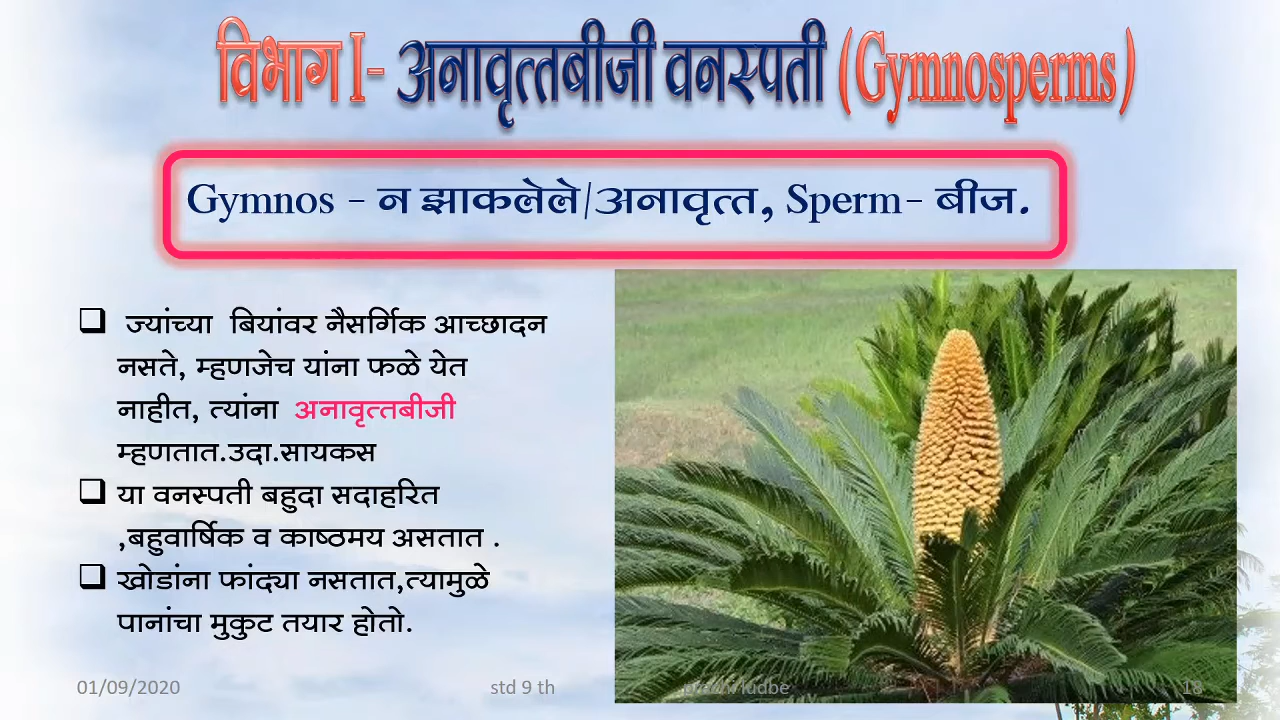 विभाग I- अनावृत्तबीजी वनस्पती (Gymnosperms)
Gymnos - न झाकलेले/अनावृत्त, Sperm- बीज.
ज्यांच्या बियांवर नैसर्गिक आच्छादन
नसते, म्हणजेच यांना फळे येत
नाहीत, त्यांना अनावृत्तबीजी
म्हणतात.उदा.सायकस
या वनस्पती बहुदा सदाहरित
,बहुवार्षिक व काष्ठमय असतात .
खोडांना फांद्या नसतात,त्यामुळे
पानांचा मुकुट तयार होतो.
01/09/2020 std 9 th ludbe 18